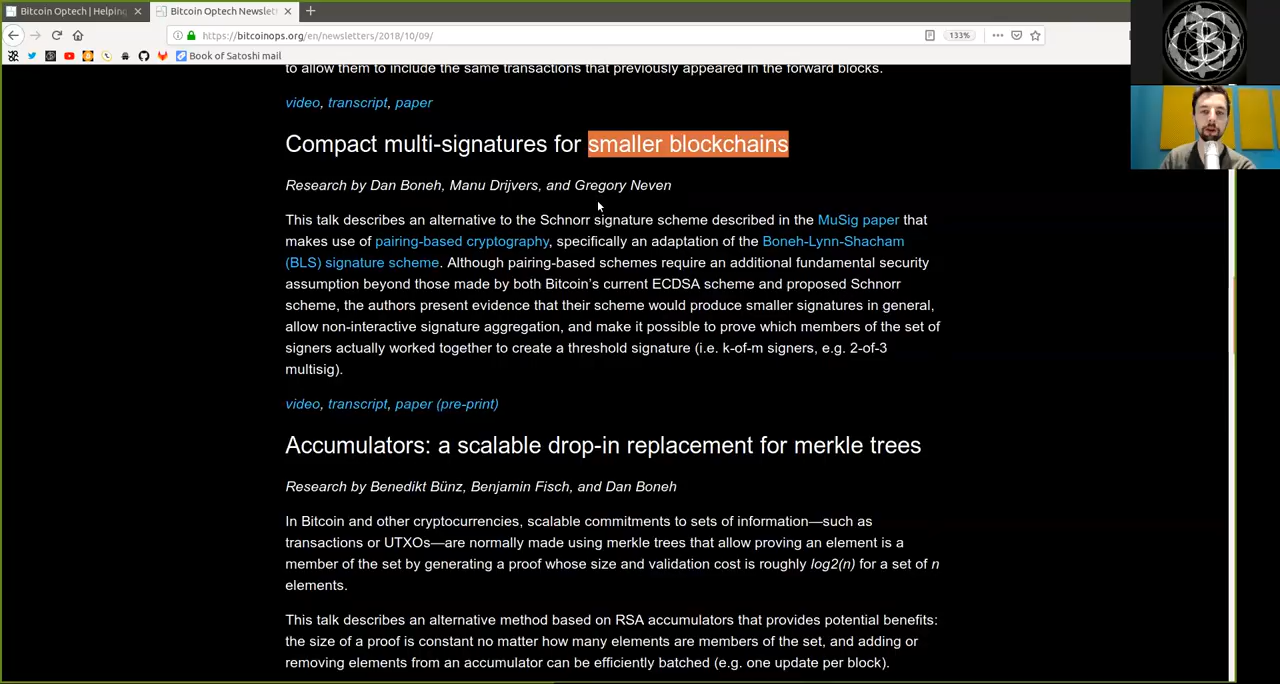 Bitcoin Optech | Helping
Bitcoin Optech Newslett
https://bitcoinops.org/en/newsletters/2018/10/09/
133%
Book of Satoshi mail
to allow them to include the same transactions that previously appeared in the forward blocks.
video, transcript, paper
Compact multi-signatures for smaller blockchains
Research by Dan Boneh, Manu Drijvers, and Gregory Neven
This talk describes an alternative to the Schnorr signature scheme described in the MuSig paper that
makes use of pairing-based cryptography, specifically an adaptation of the Boneh-Lynn-Shacham
(BLS) signature scheme. Although pairing-based schemes require an additional fundamental security
assumption beyond those made by both Bitcoin’s current ECDSA scheme and proposed Schnorr
scheme, the authors present evidence that their scheme would produce smaller signatures in general,
allow non-interactive signature aggregation, and make it possible to prove which members of the set of
signers actually worked together to create a threshold signature (i.e. k-of-m signers, e.g. 2-of-3
multisig).
video, transcript, paper (pre-print)
Accumulators: a scalable drop-in replacement for merkle trees
Research by Benedikt Bünz, Benjamin Fisch, and Dan Boneh
In Bitcoin and other cryptocurrencies, scalable commitments to sets of information—such as
transactions or UTXOs—are normally made using merkle trees that allow proving an element is a
member of the set by generating a proof whose size and validation cost is roughly log2(n) for a set of n
elements.
This talk describes an alternative method based on RSA accumulators that provides potential benefits:
the size of a proof is constant no matter how many elements are members of the set, and adding or
removing elements from an accumulator can be efficiently batched (e.g. one update per block).